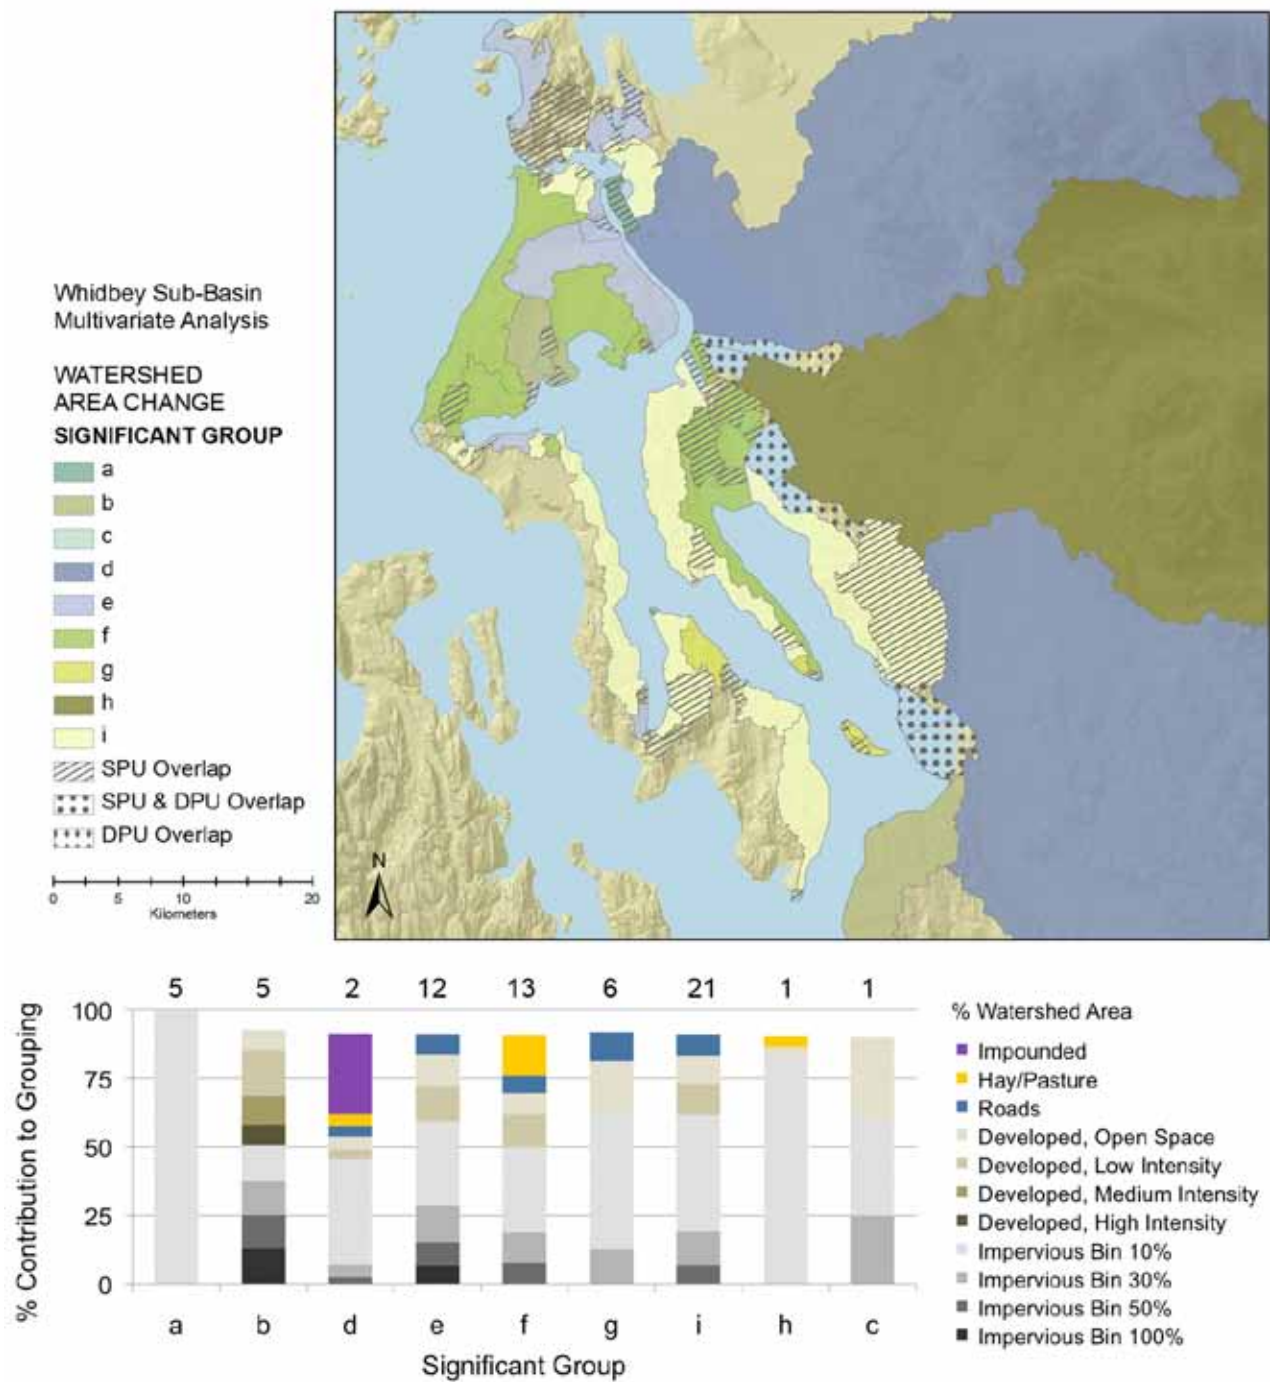 Whidbey Sub-Basin
Multivariate Analysis
WATERSHED
AREA CHANGE
SIGNIFICANT GROUP
a
b
c
d
e
f
g
h
i
SPU Overlap
SPU & DPU Overlap
DPU Overlap
0 5 10 20
Kilometers
N
5 5 2 12 13 6 21 1 1
% Contribution to Grouping
100
75
50
25
0
a b d e f g i h c
Significant Group
% Watershed Area
Impounded
Hay/Pasture
Roads
Developed, Open Space
Developed, Low Intensity
Developed, Medium Intensity
Developed, High Intensity
Impervious Bin 10%
Impervious Bin 30%
Impervious Bin 50%
Impervious Bin 100%